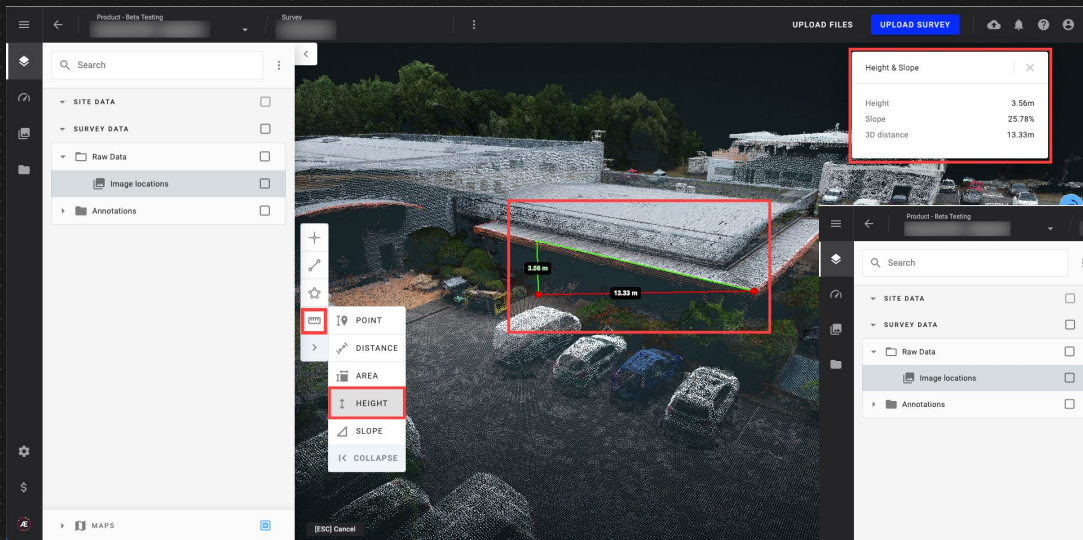 Product - Beta Testing
Survey
UPLOAD FILES
UPLOAD SURVEY
Search
SITE DATA
SURVEY DATA
Raw Data
Image locations
Annotations
MAPS
POINT
DISTANCE
AREA
HEIGHT
SLOPE
COLLAPSE
[ESC] Cancel
3.56 m
13.33 m
Height & Slope
Height 3.56m
Slope 25.78%
3D distance 13.33m
Product - Beta Testing
Search
SITE DATA
SURVEY DATA
Raw Data
Image locations
Annotations